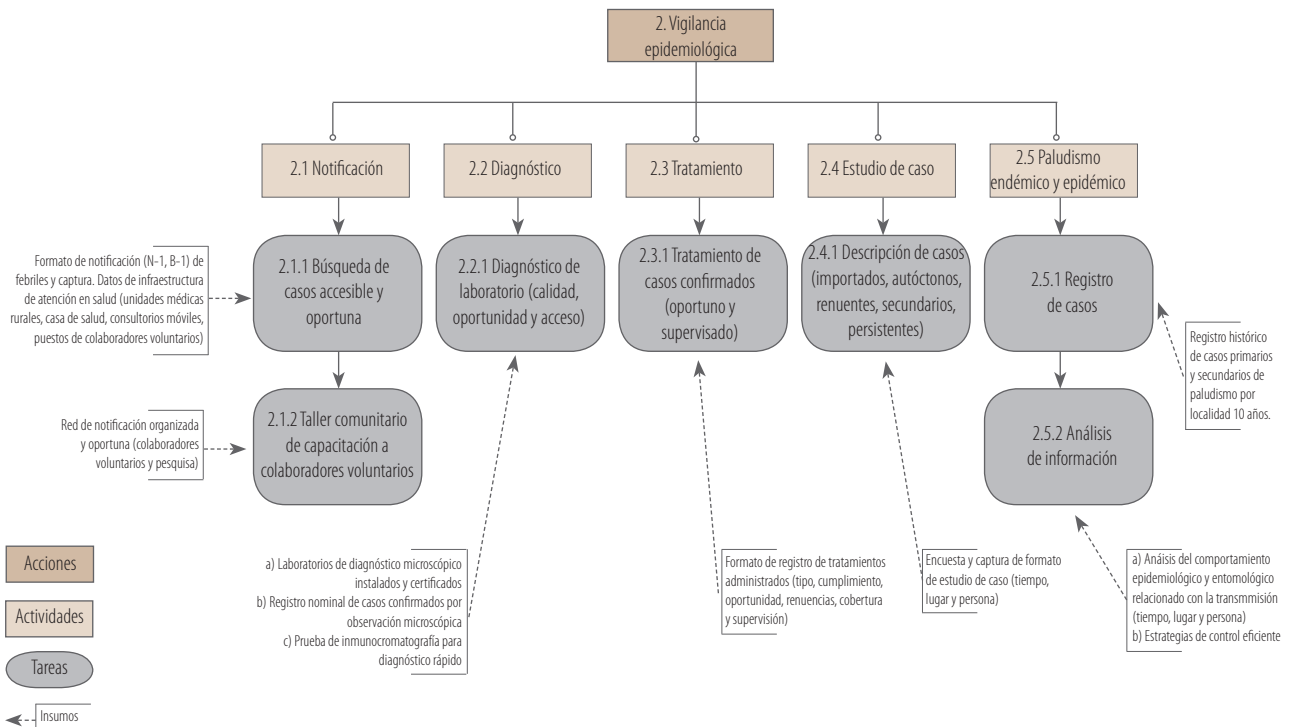 2. Vigilancia
epidemiológica
2.1 Notificación
2.2 Diagnóstico
2.3 Tratamiento
2.4 Estudio de caso
2.5 Paludismo
endémico y epidémico
Formato de notificación (N-1, B-1) de
febriles y captura. Datos de infraestructura
de atención en salud (unidades médicas
rurales, casa de salud, consultorios móviles,
puestos de colaboradores voluntarios)
2.1.1 Búsqueda de
casos accesible y
oportuna
2.2.1 Diagnóstico de
laboratorio (calidad,
oportunidad y acceso)
2.3.1 Tratamiento de
casos confirmados
(oportuno y
supervisado)
2.4.1 Descripción de casos
(importados, autóctonos,
renuentes, secundarios,
persistentes)
2.5.1 Registro
de casos
Registro histórico
de casos primarios
y secundarios de
paludismo por
localidad 10 años.
Red de notificación organizada
y oportuna (colaboradores
voluntarios y pesquisa)
2.1.2 Taller comunitario
de capacitación a
colaboradores voluntarios
2.5.2 Análisis
de información
a) Laboratorios de diagnóstico microscópico
instalados y certificados
b) Registro nominal de casos confirmados por
observación microscópica
c) Prueba de inmunocromatografía para
diagnóstico rápido
Formato de registro de tratamientos
administrados (tipo, cumplimiento,
oportunidad, renuencias, cobertura
y supervisión)
Encuesta y captura de formato
de estudio de caso (tiempo,
lugar y persona)
a) Anáisis del comportamiento
epidemiológico y entomológico
relacionado con la transmmisión
(tiempo, lugar y persona)
b) Estrategias de control eficiente
Acciones
Actividades
Tareas
Insumos